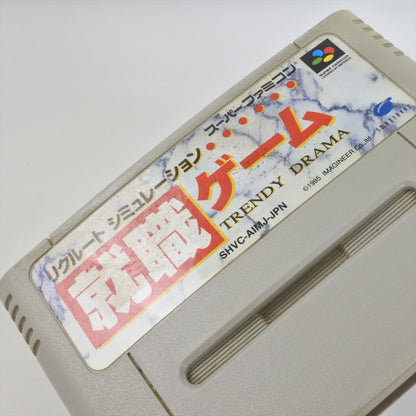 リクルート シミュレーション スーパーファミコン
就職ゲーム
TRENDY DRAMA
SHVC-AIMJ-JPN
©1995 IMAGINEER Co.,Ltd.